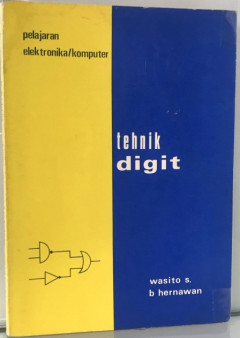 pelajaran
elektronika/komputer
tehnik
digit
wasito s.
b hernawan